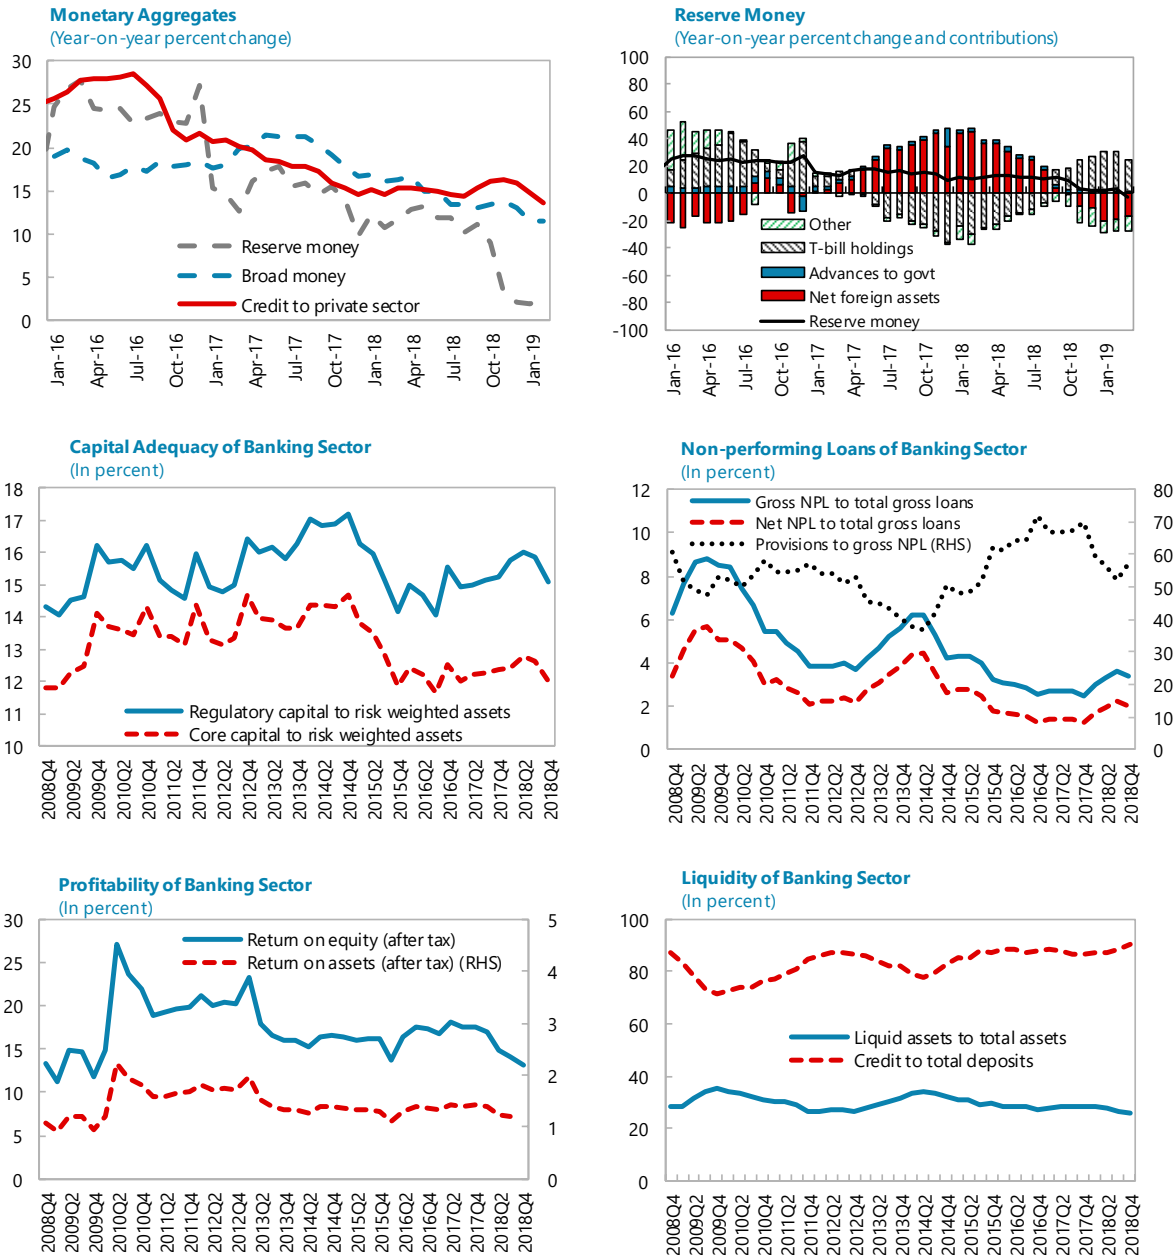 Monetary Aggregates
(Year-on-year percent change)
30
25
20
15
10
5
0
Reserve money
Broad money
Credit to private sector
Jan-16
Apr-16
Jul-16
Oct-16
Jan-17
Apr-17
Jul-17
Oct-17
Jan-18
Apr-18
Jul-18
Oct-18
Jan-19
Reserve Money
(Year-on-year percent change and contributions)
100
80
60
40
20
0
-20
-40
-60
-80
-100
Other
T-bill holdings
Advances to govt
Net foreign assets
Reserve money
Jan-16
Apr-16
Jul-16
Oct-16
Jan-17
Apr-17
Jul-17
Oct-17
Jan-18
Apr-18
Jul-18
Oct-18
Jan-19
Capital Adequacy of Banking Sector
(In percent)
18
17
16
15
14
13
12
11
10
Regulatory capital to risk weighted assets
Core capital to risk weighted assets
2008Q4
2009Q2
2009Q4
2010Q2
2010Q4
2011Q2
2011Q4
2012Q2
2012Q4
2013Q2
2013Q4
2014Q2
2014Q4
2015Q2
2015Q4
2016Q2
2016Q4
2017Q2
2017Q4
2018Q2
2018Q4
Non-performing Loans of Banking Sector
(In percent)
12
10
8
6
4
2
0
80
70
60
50
40
30
20
10
0
Gross NPL to total gross loans
Net NPL to total gross loans
Provisions to gross NPL (RHS)
2008Q4
2009Q2
2009Q4
2010Q2
2010Q4
2011Q2
2011Q4
2012Q2
2012Q4
2013Q2
2013Q4
2014Q2
2014Q4
2015Q2
2015Q4
2016Q2
2016Q4
2017Q2
2017Q4
2018Q2
2018Q4
Profitability of Banking Sector
(In percent)
30
25
20
15
10
5
0
5
4
3
2
1
0
Return on equity (after tax)
Return on assets (after tax) (RHS)
2008Q4
2009Q2
2009Q4
2010Q2
2010Q4
2011Q2
2011Q4
2012Q2
2012Q4
2013Q2
2013Q4
2014Q2
2014Q4
2015Q2
2015Q4
2016Q2
2016Q4
2017Q2
2017Q4
2018Q2
2018Q4
Liquidity of Banking Sector
(In percent)
100
80
60
40
20
0
Liquid assets to total assets
Credit to total deposits
2008Q4
2009Q2
2009Q4
2010Q2
2010Q4
2011Q2
2011Q4
2012Q2
2012Q4
2013Q2
2013Q4
2014Q2
2014Q4
2015Q2
2015Q4
2016Q2
2016Q4
2017Q2
2017Q4
2018Q2
2018Q4